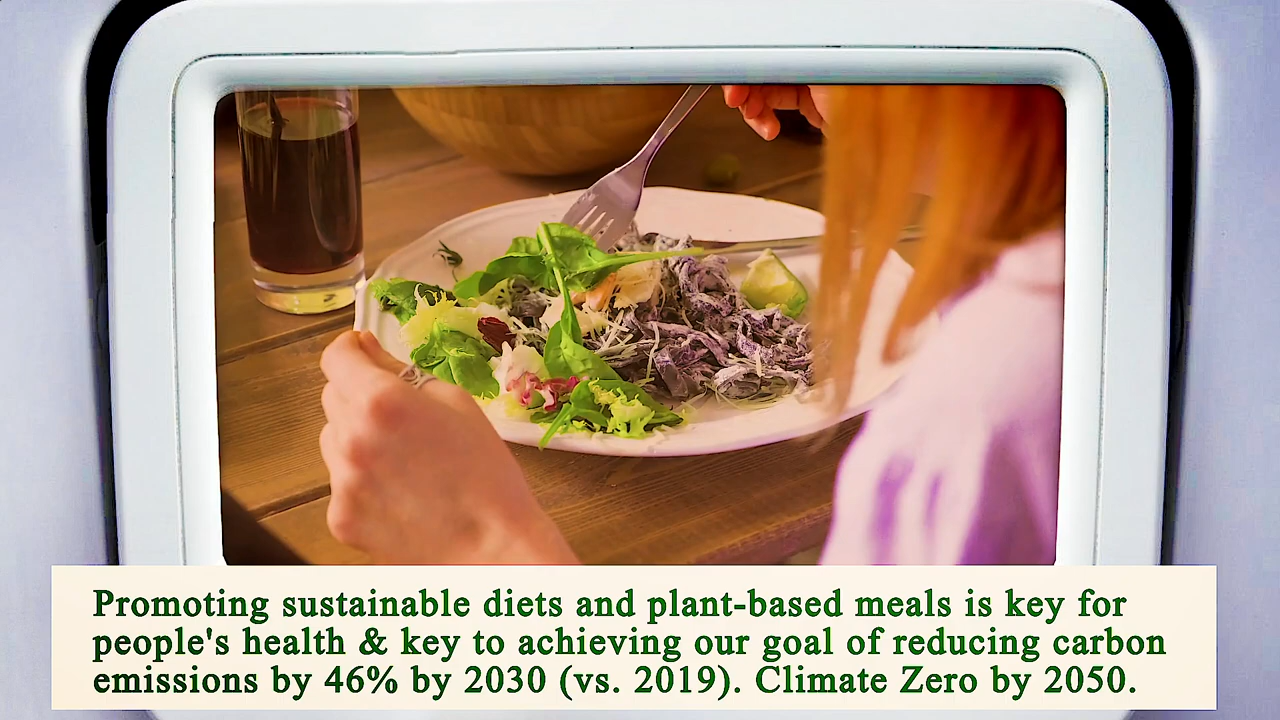 Promoting sustainable diets and plant-based meals is key for
people's health & key to achieving our goal of reducing carbon
emissions by 46% by 2030 (vs. 2019). Climate Zero by 2050.